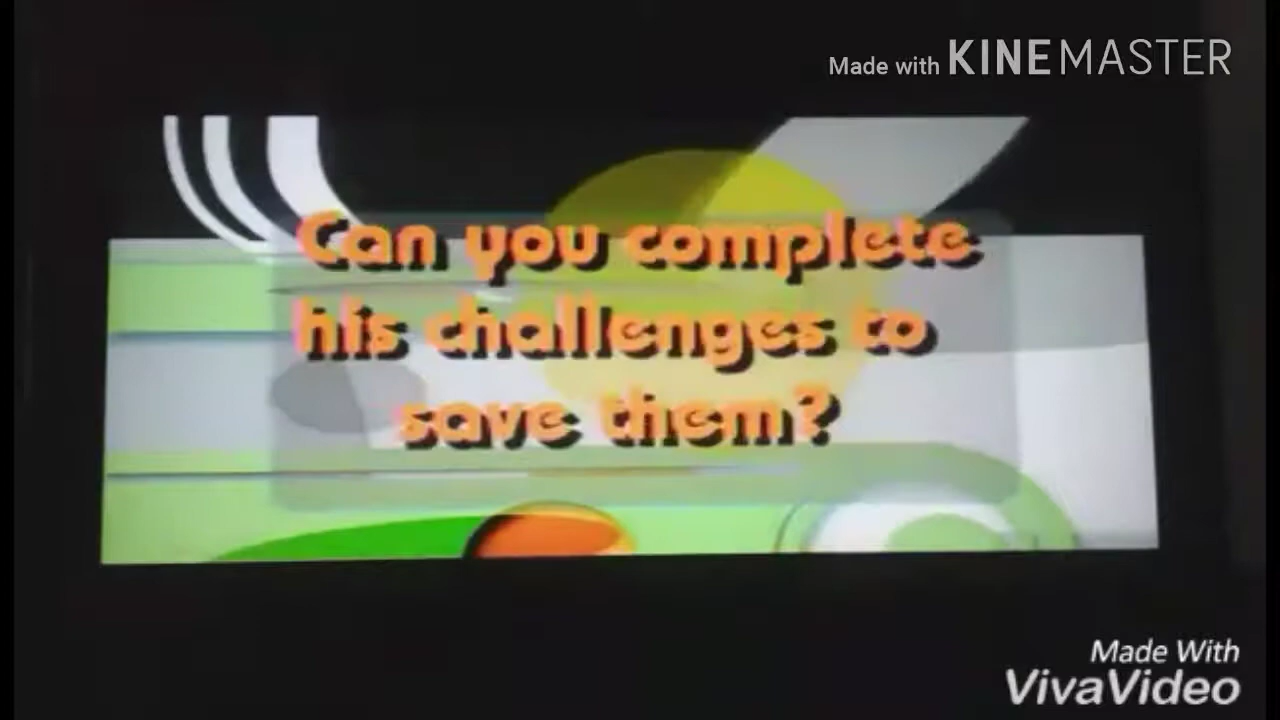 Made with KINEMASTER
Can you complete
his challenges to
save them?
Made With
VivaVideo